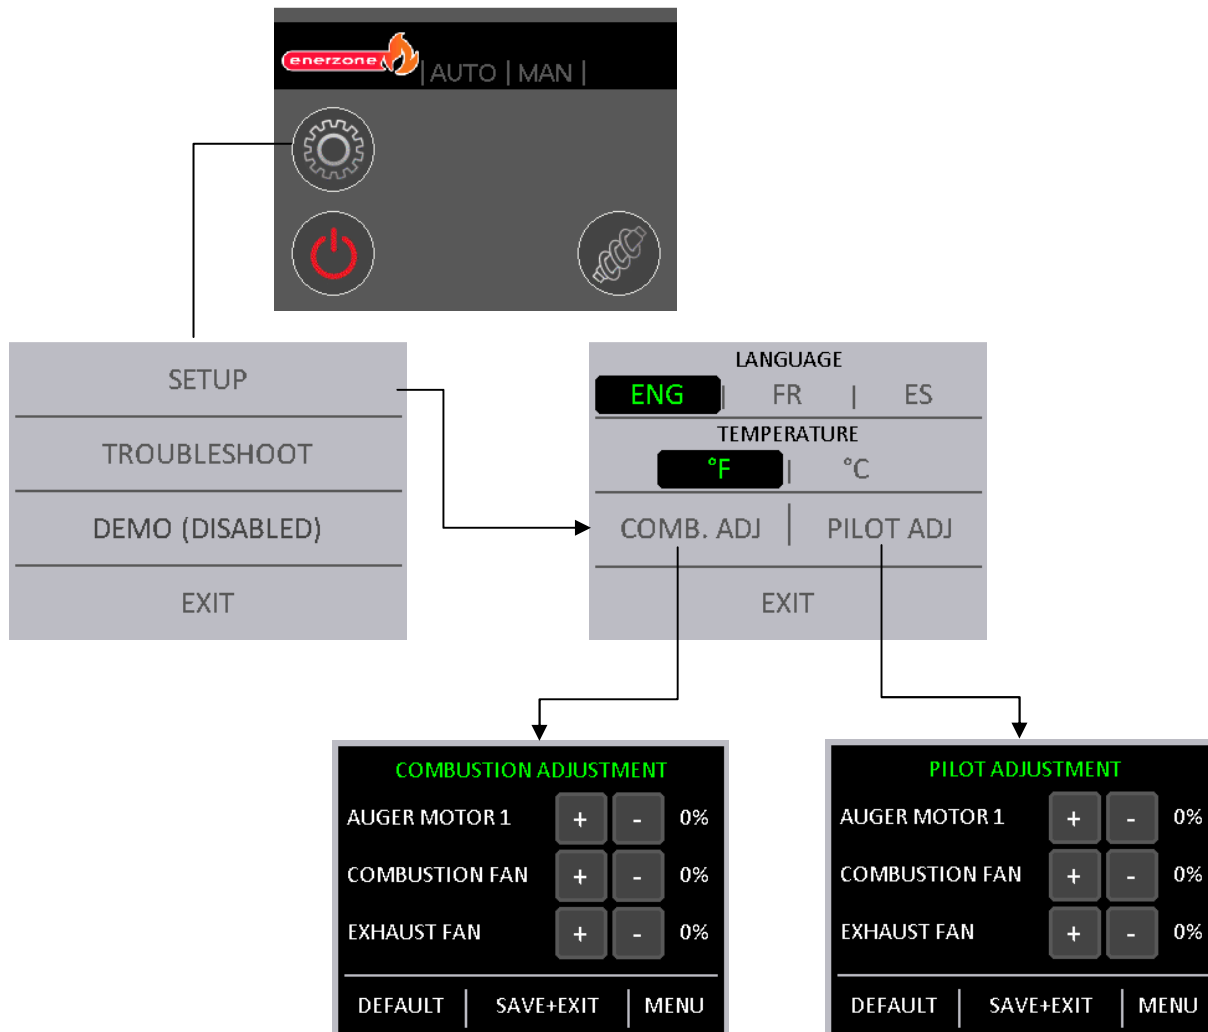 enerzone | AUTO | MAN |
SETUP
TROUBLESHOOT
DEMO (DISABLED)
EXIT
LANGUAGE
ENG | FR | ES
TEMPERATURE
°F | °C
COMB. ADJ | PILOT ADJ
EXIT
COMBUSTION ADJUSTMENT
AUGER MOTOR 1 + - 0%
COMBUSTION FAN + - 0%
EXHAUST FAN + - 0%
DEFAULT | SAVE+EXIT | MENU
PILOT ADJUSTMENT
AUGER MOTOR 1 + - 0%
COMBUSTION FAN + - 0%
EXHAUST FAN + - 0%
DEFAULT | SAVE+EXIT | MENU